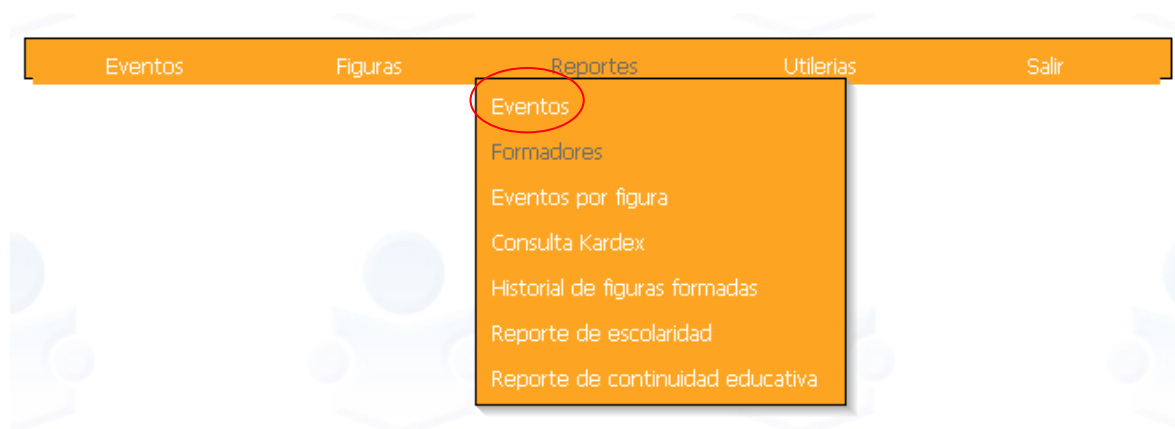 Eventos Figuras Reportes Utilerias Salir
Eventos
Formadores
Eventos por figura
Consulta Kardex
Historial de figuras formadas
Reporte de escolaridad
Reporte de continuidad educativa